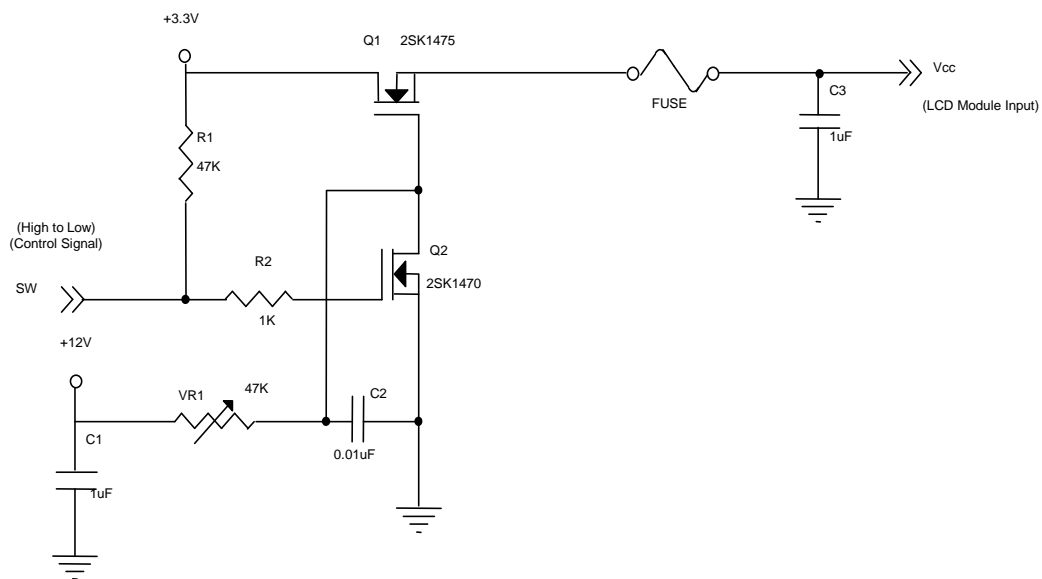 +3.3V
Q1 2SK1475
FUSE
C3
1uF
Vcc
(LCD Module Input)
R1
47K
(High to Low)
(Control Signal)
SW
R2
1K
Q2
2SK1470
+12V
VR1
47K
C2
0.01uF
C1
1uF